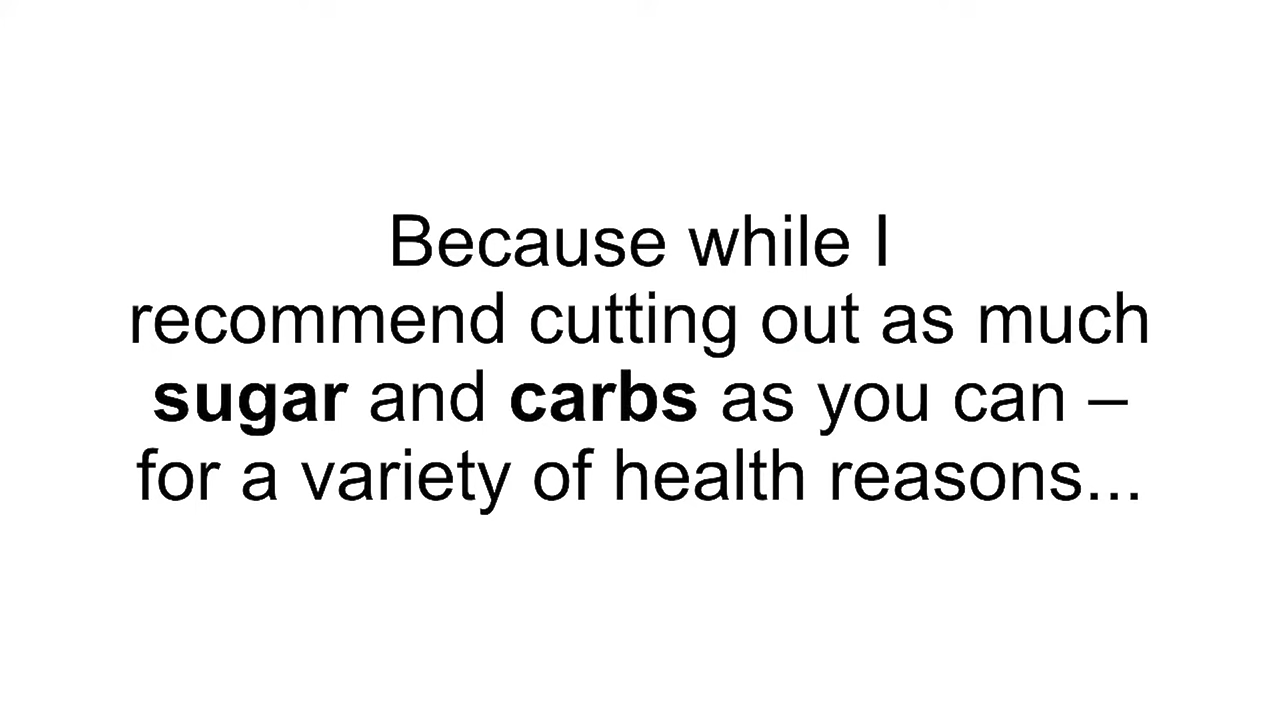 Because while I
recommend cutting out as much
sugar and carbs as you can –
for a variety of health reasons...